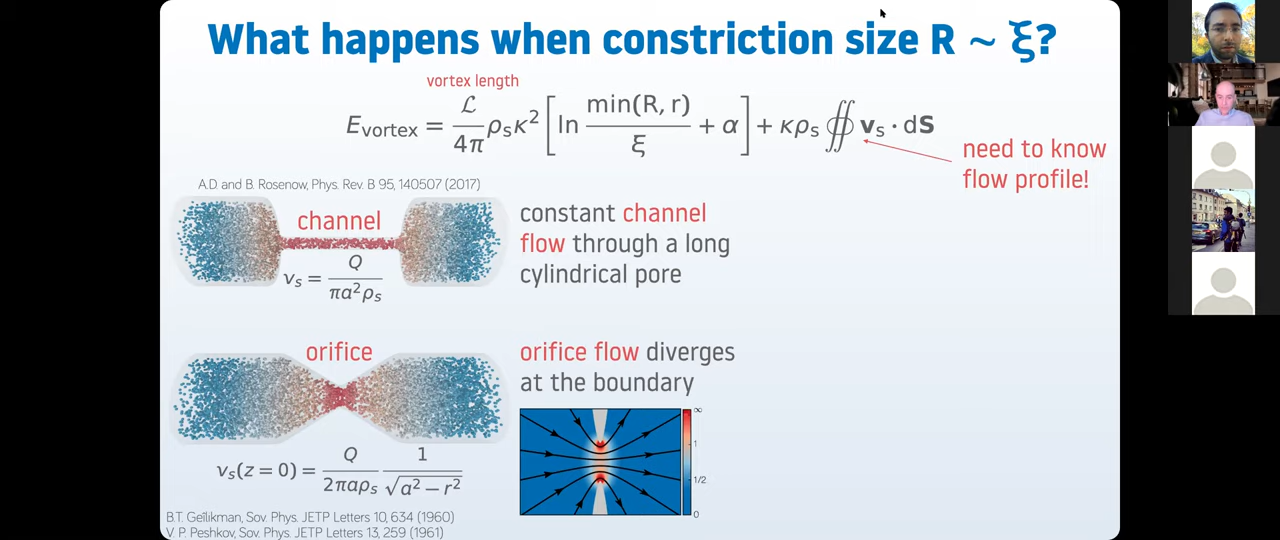 What happens when constriction size R ~ ξ?
vortex length
E_vortex = ℒ/4π ρ_s κ² [ln min(R, r)/ξ + α] + κρ_s ∯ v_s · dS
need to know
flow profile!
A.D. and B. Rosenow, Phys. Rev. B 95, 140507 (2017)
channel
v_s = Q/πa²ρ_s
constant channel
flow through a long
cylindrical pore
orifice
orifice flow diverges
at the boundary
∞
1
1/2
0
v_s(z = 0) = Q/2πaρ_s 1/√(a² − r²)
B.T. Geĭlikman, Sov. Phys. JETP Letters 10, 634 (1960)
V. P. Peshkov, Sov. Phys. JETP Letters 13, 259 (1961)